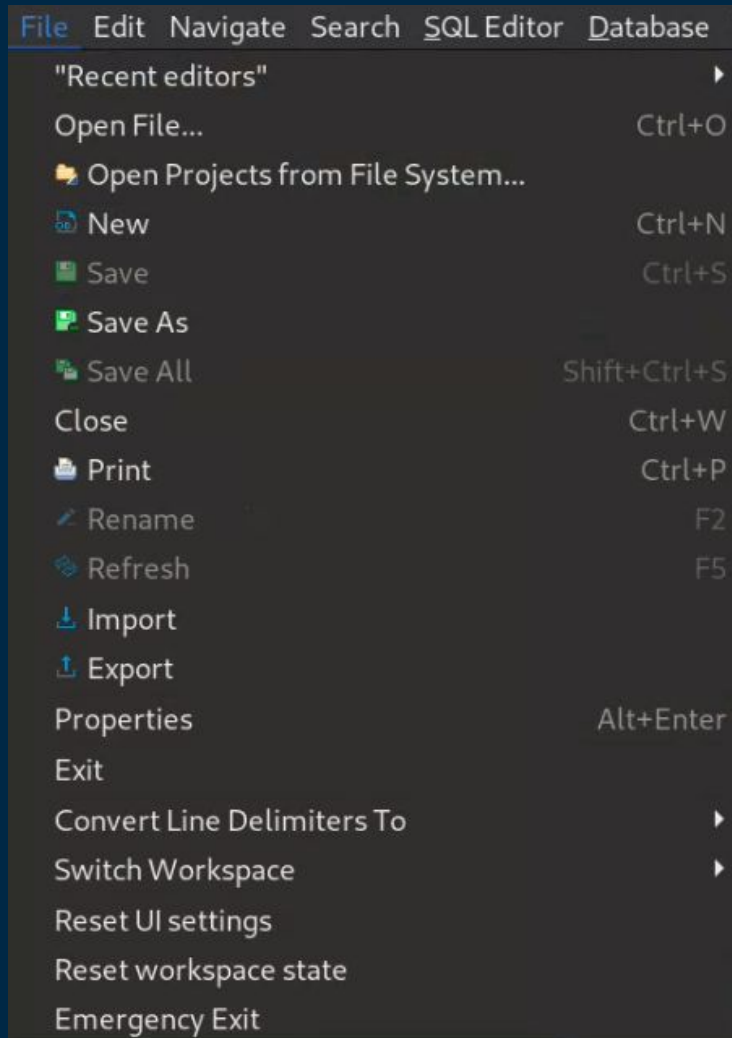 File Edit Navigate Search SQL Editor Database
"Recent editors"
Open File... Ctrl+O
Open Projects from File System...
New Ctrl+N
Save Ctrl+S
Save As
Save All Shift+Ctrl+S
Close Ctrl+W
Print Ctrl+P
Rename F2
Refresh F5
Import
Export
Properties Alt+Enter
Exit
Convert Line Delimiters To
Switch Workspace
Reset UI settings
Reset workspace state
Emergency Exit